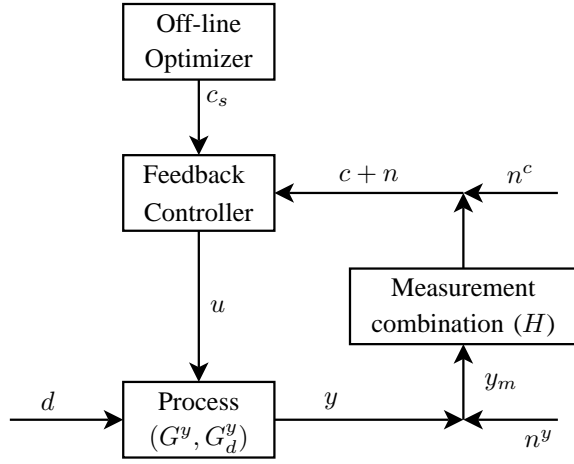 Off-line
Optimizer
c_s
Feedback
Controller
c + n
n^c
u
Measurement
combination (H)
y_m
d
Process
(G^y, G_d^y)
y
n^y